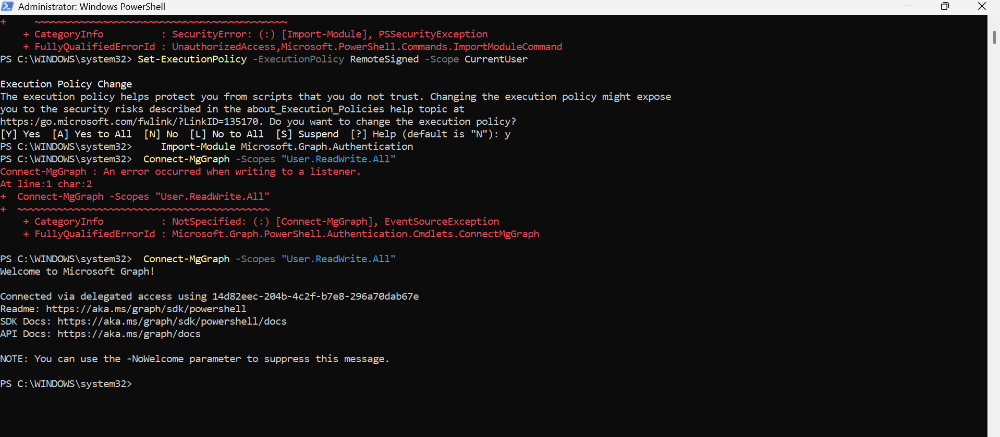 Administrator: Windows PowerShell
+     ~~~~~~~~~~~~~~~~~~~~~~~~~~~~~~~~~~~~~~~~~~~~
    + CategoryInfo          : SecurityError: (:) [Import-Module], PSSecurityException
    + FullyQualifiedErrorId : UnauthorizedAccess,Microsoft.PowerShell.Commands.ImportModuleCommand
PS C:\WINDOWS\system32> Set-ExecutionPolicy -ExecutionPolicy RemoteSigned -Scope CurrentUser

Execution Policy Change
The execution policy helps protect you from scripts that you do not trust. Changing the execution policy might expose
you to the security risks described in the about_Execution_Policies help topic at
https:/go.microsoft.com/fwlink/?LinkID=135170. Do you want to change the execution policy?
[Y] Yes  [A] Yes to All  [N] No  [L] No to All  [S] Suspend  [?] Help (default is "N"): y
PS C:\WINDOWS\system32>     Import-Module Microsoft.Graph.Authentication
PS C:\WINDOWS\system32>  Connect-MgGraph -Scopes "User.ReadWrite.All"
Connect-MgGraph : An error occurred when writing to a listener.
At line:1 char:2
+  Connect-MgGraph -Scopes "User.ReadWrite.All"
+  ~~~~~~~~~~~~~~~~~~~~~~~~~~~~~~~~~~~~~~~~~~~~
    + CategoryInfo          : NotSpecified: (:) [Connect-MgGraph], EventSourceException
    + FullyQualifiedErrorId : Microsoft.Graph.PowerShell.Authentication.Cmdlets.ConnectMgGraph

PS C:\WINDOWS\system32>  Connect-MgGraph -Scopes "User.ReadWrite.All"
Welcome to Microsoft Graph!

Connected via delegated access using 14d82eec-204b-4c2f-b7e8-296a70dab67e
Readme: https://aka.ms/graph/sdk/powershell
SDK Docs: https://aka.ms/graph/sdk/powershell/docs
API Docs: https://aka.ms/graph/docs

NOTE: You can use the -NoWelcome parameter to suppress this message.

PS C:\WINDOWS\system32>